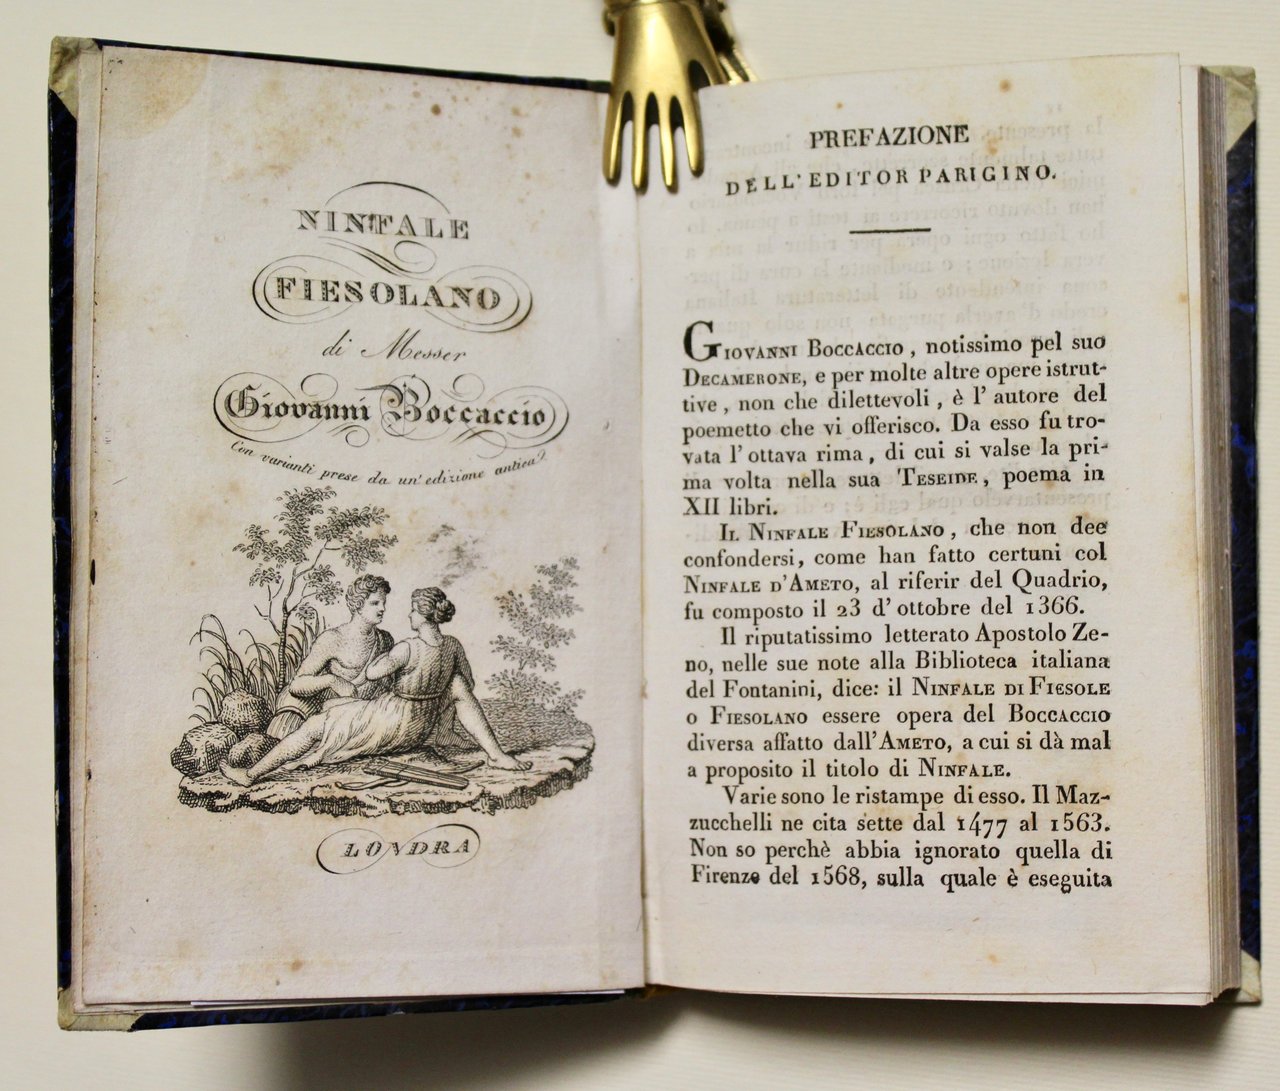 NINFALE
FIESOLANO
di Messer
Giovanni Boccaccio
Con varianti prese da un' edizione antica
LONDRA
PREFAZIONE
DELL'EDITOR PARIGINO.
GIOVANNI BOCCACCIO, notissimo pel suo
DECAMERONE, e per molte altre opere istrut-
tive, non che dilettevoli, è l' autore del
poemetto che vi offerisco. Da esso fu tro-
vata l' ottava rima, di cui si valse la pri-
ma volta nella sua TESEIDE, poema in
XII libri.
IL NINFALE FIESOLANO, che non dee
confondersi, come han fatto certuni col
NINFALE D'AMETO, al riferir del Quadrio,
fu composto il 23 d' ottobre del 1366.
Il riputatissimo letterato Apostolo Ze-
no, nelle sue note alla Biblioteca italiana
del Fontanini, dice: il NINFALE DI FIESOLE
o FIESOLANO essere opera del BOCCACCIO
diversa affatto dall'AMETO, a cui si dà mal
a proposito il titolo di NINFALE.
Varie sono le ristampe di esso. Il Maz-
zucchelli ne cita sette dal 1477 al 1563.
Non so perchè abbia ignorato quella di
Firenze del 1568, sulla quale è eseguita